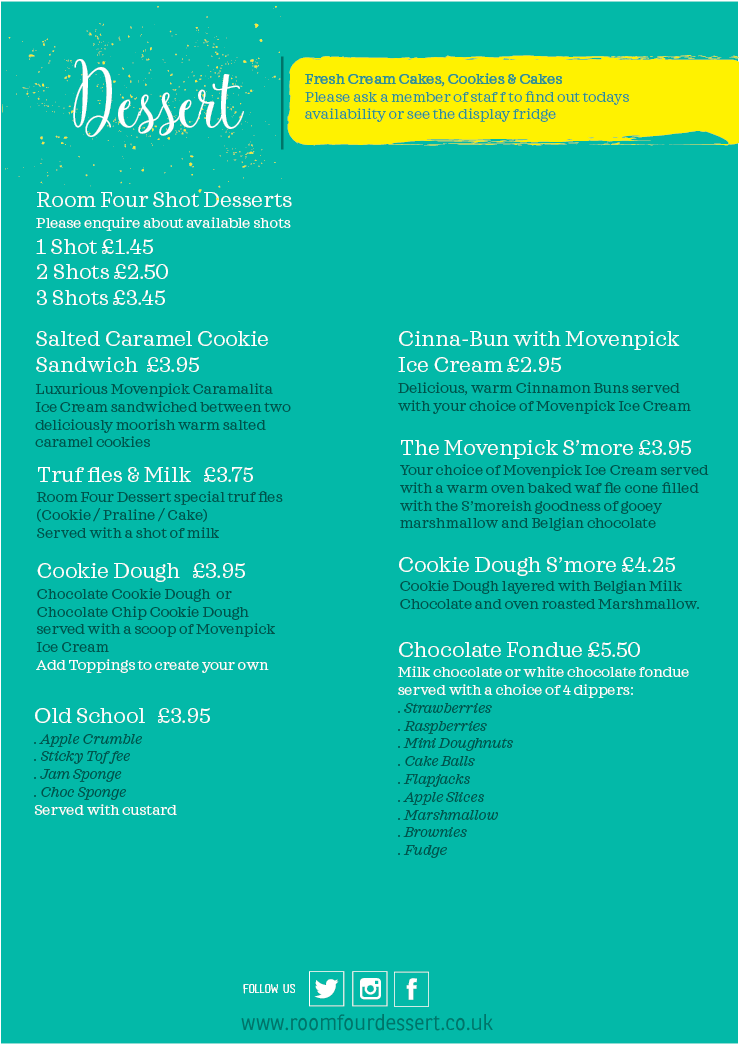 Dessert
Fresh Cream Cakes, Cookies & Cakes
Please ask a member of staf f to find out todays
availability or see the display fridge
Room Four Shot Desserts
Please enquire about available shots
1 Shot £1.45
2 Shots £2.50
3 Shots £3.45
Salted Caramel Cookie
Sandwich £3.95
Luxurious Movenpick Caramalita
Ice Cream sandwiched between two
deliciously moorish warm salted
caramel cookies
Truf fles & Milk £3.75
Room Four Dessert special truf fles
(Cookie / Praline / Cake)
Served with a shot of milk
Cookie Dough £3.95
Chocolate Cookie Dough or
Chocolate Chip Cookie Dough
served with a scoop of Movenpick
Ice Cream
Add Toppings to create your own
Old School £3.95
. Apple Crumble
. Sticky Tof fee
. Jam Sponge
. Choc Sponge
Served with custard
Cinna-Bun with Movenpick
Ice Cream £2.95
Delicious, warm Cinnamon Buns served
with your choice of Movenpick Ice Cream
The Movenpick S'more £3.95
Your choice of Movenpick Ice Cream served
with a warm oven baked waf fle cone filled
with the S'moreish goodness of gooey
marshmallow and Belgian chocolate
Cookie Dough S'more £4.25
Cookie Dough layered with Belgian Milk
Chocolate and oven roasted Marshmallow.
Chocolate Fondue £5.50
Milk chocolate or white chocolate fondue
served with a choice of 4 dippers:
. Strawberries
. Raspberries
. Mini Doughnuts
. Cake Balls
. Flapjacks
. Apple Slices
. Marshmallow
. Brownies
. Fudge
FOLLOW US
www.roomfourdessert.co.uk